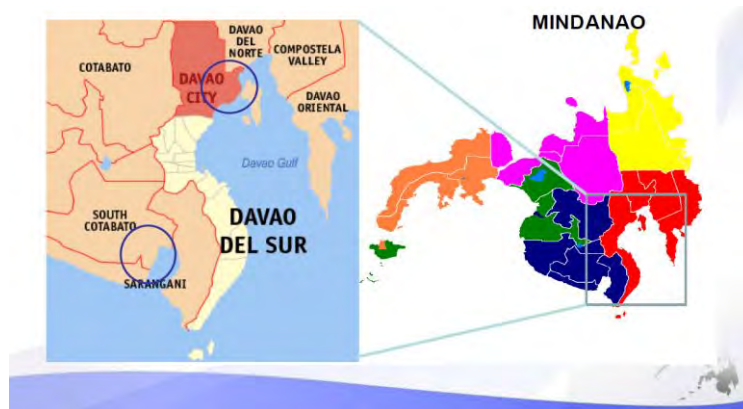 MINDANAO
DAVAO
DEL
NORTE
COMPOSTELA
VALLEY
COTABATO
DAVAO
CITY
DAVAO
ORIENTAL
Davao Gulf
SOUTH
COTABATO
DAVAO
DEL SUR
SARANGANI